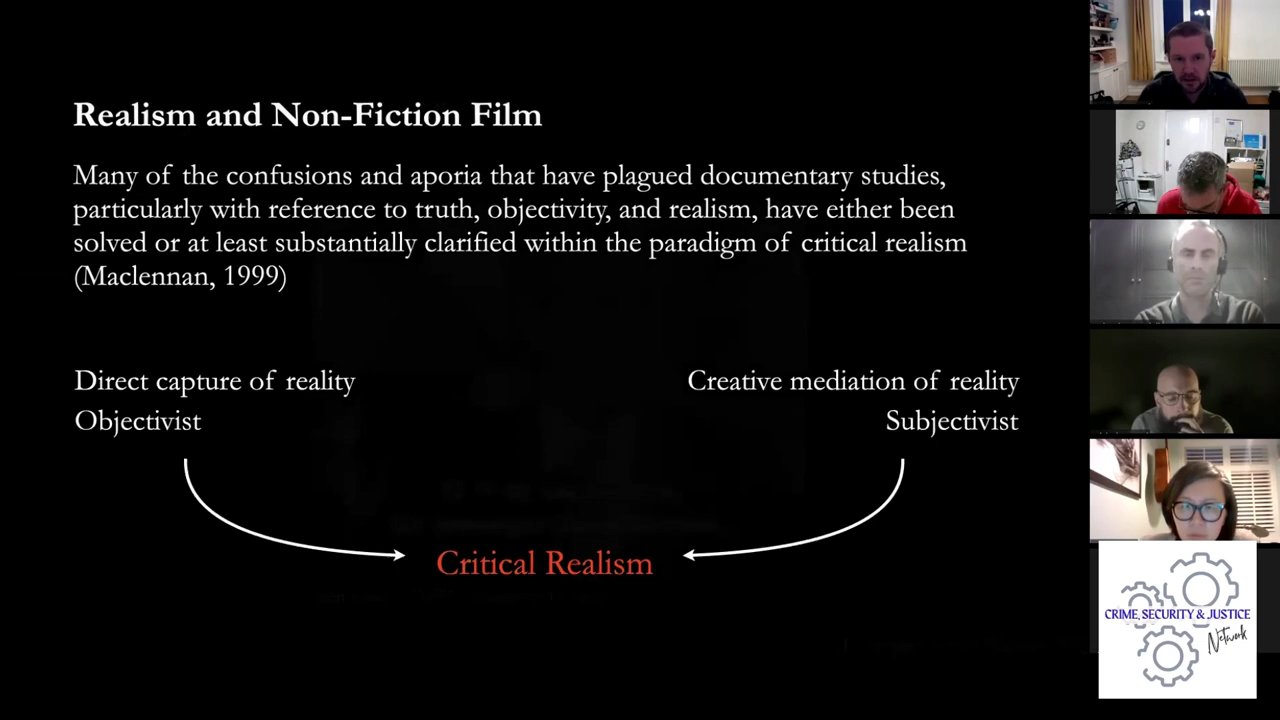 Realism and Non-Fiction Film
Many of the confusions and aporia that have plagued documentary studies,
particularly with reference to truth, objectivity, and realism, have either been
solved or at least substantially clarified within the paradigm of critical realism
(Maclennan, 1999)
Direct capture of reality
Creative mediation of reality
Objectivist
Subjectivist
Critical Realism
CRIME, SECURITY & JUSTICE
Network